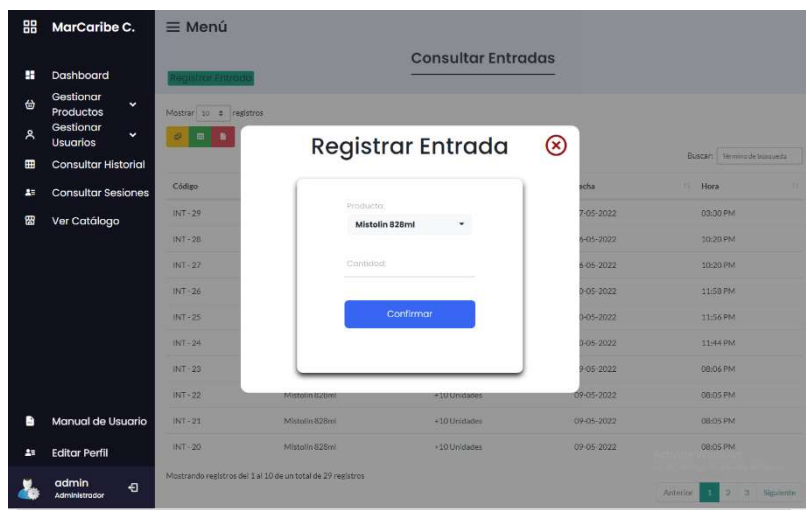 MarCaribe C.
Menú
Consultar Entradas
Registrar Entrada
Dashboard
Gestionar
Productos
Gestionar
Usuarios
Consultar Historial
Consultar Sesiones
Ver Catálogo
Manual de Usuario
Editar Perfil
admin
Administrador
Mostrar 10 registros
Buscar: Término de búsqueda
Registrar Entrada
Producto:
Mistolin 828ml
Cantidad:
Confirmar
Código Hora
INT - 29 03:30 PM
INT - 28 10:20 PM
INT - 27 10:20 PM
INT - 26 11:58 PM
INT - 25 11:56 PM
INT - 24 11:44 PM
INT - 23 08:06 PM
INT - 22 Mistolin 828ml +10 Unidades 09-05-2022 08:05 PM
INT - 21 Mistolin 828ml +10 Unidades 09-05-2022 08:05 PM
INT - 20 Mistolin 828ml +10 Unidades 09-05-2022 08:05 PM
Mostrando registros del 1 al 10 de un total de 29 registros
Anterior 1 2 3 Siguiente